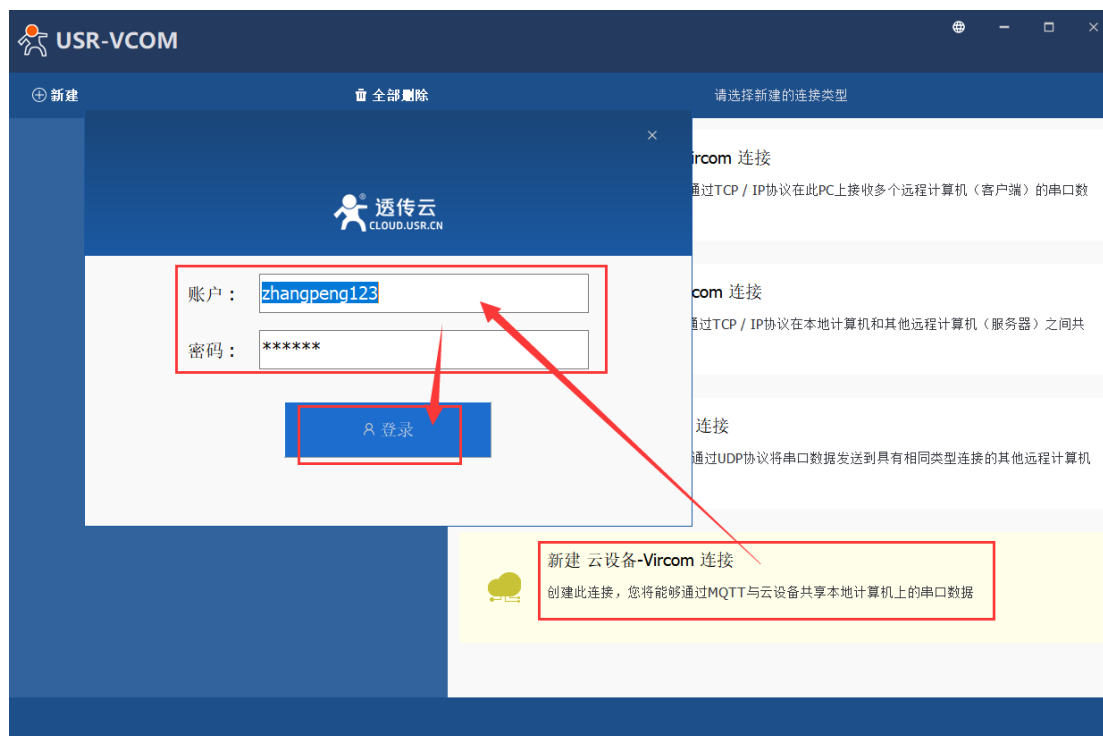 USR-VCOM
新建
全部删除
请选择新建的连接类型
透传云
CLOUD.USR.CN
账户：
zhangpeng123
密码：
******
登录
ircom 连接
通过TCP / IP协议在此PC上接收多个远程计算机（客户端）的串口数
com 连接
通过TCP / IP协议在本地计算机和其他远程计算机（服务器）之间共
连接
通过UDP协议将串口数据发送到具有相同类型连接的其他远程计算机
新建 云设备-Vircom 连接
创建此连接，您将能够通过MQTT与云设备共享本地计算机上的串口数据